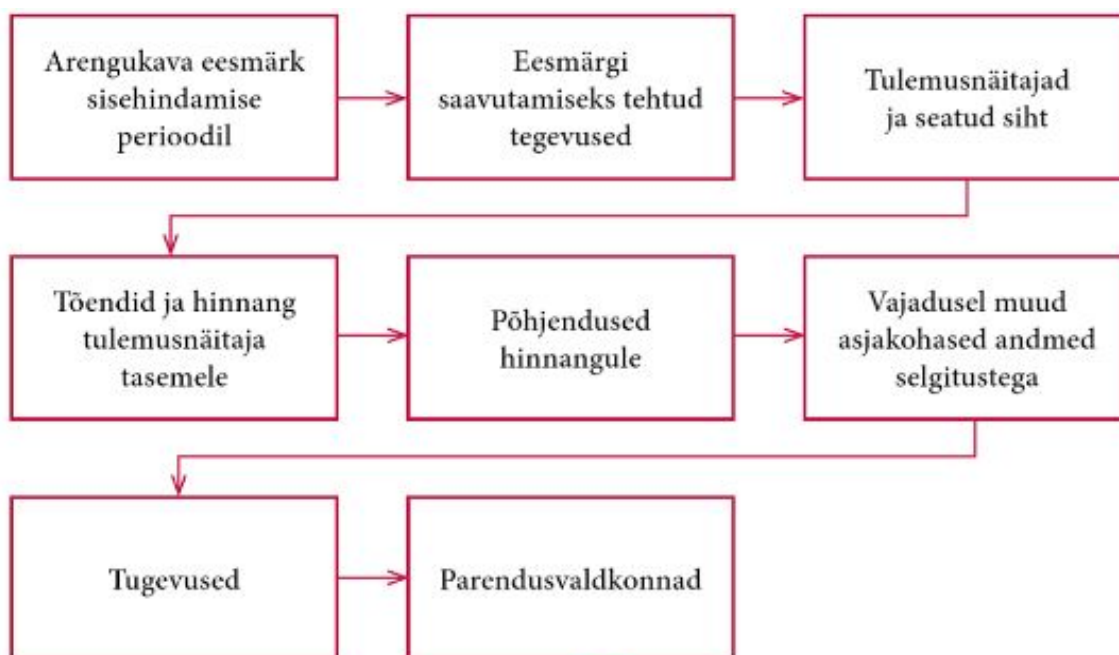 Arengukava eesmärk
sisehindamise
perioodil
Eesmärgi
saavutamiseks tehtud
tegevused
Tulemusnäitajad
ja seatud siht
Tõendid ja hinnang
tulemusnäitaja
tasemele
Põhjendused
hinnangule
Vajadusel muud
asjakohased andmed
selgitustega
Tugevused
Parendusvaldkonnad